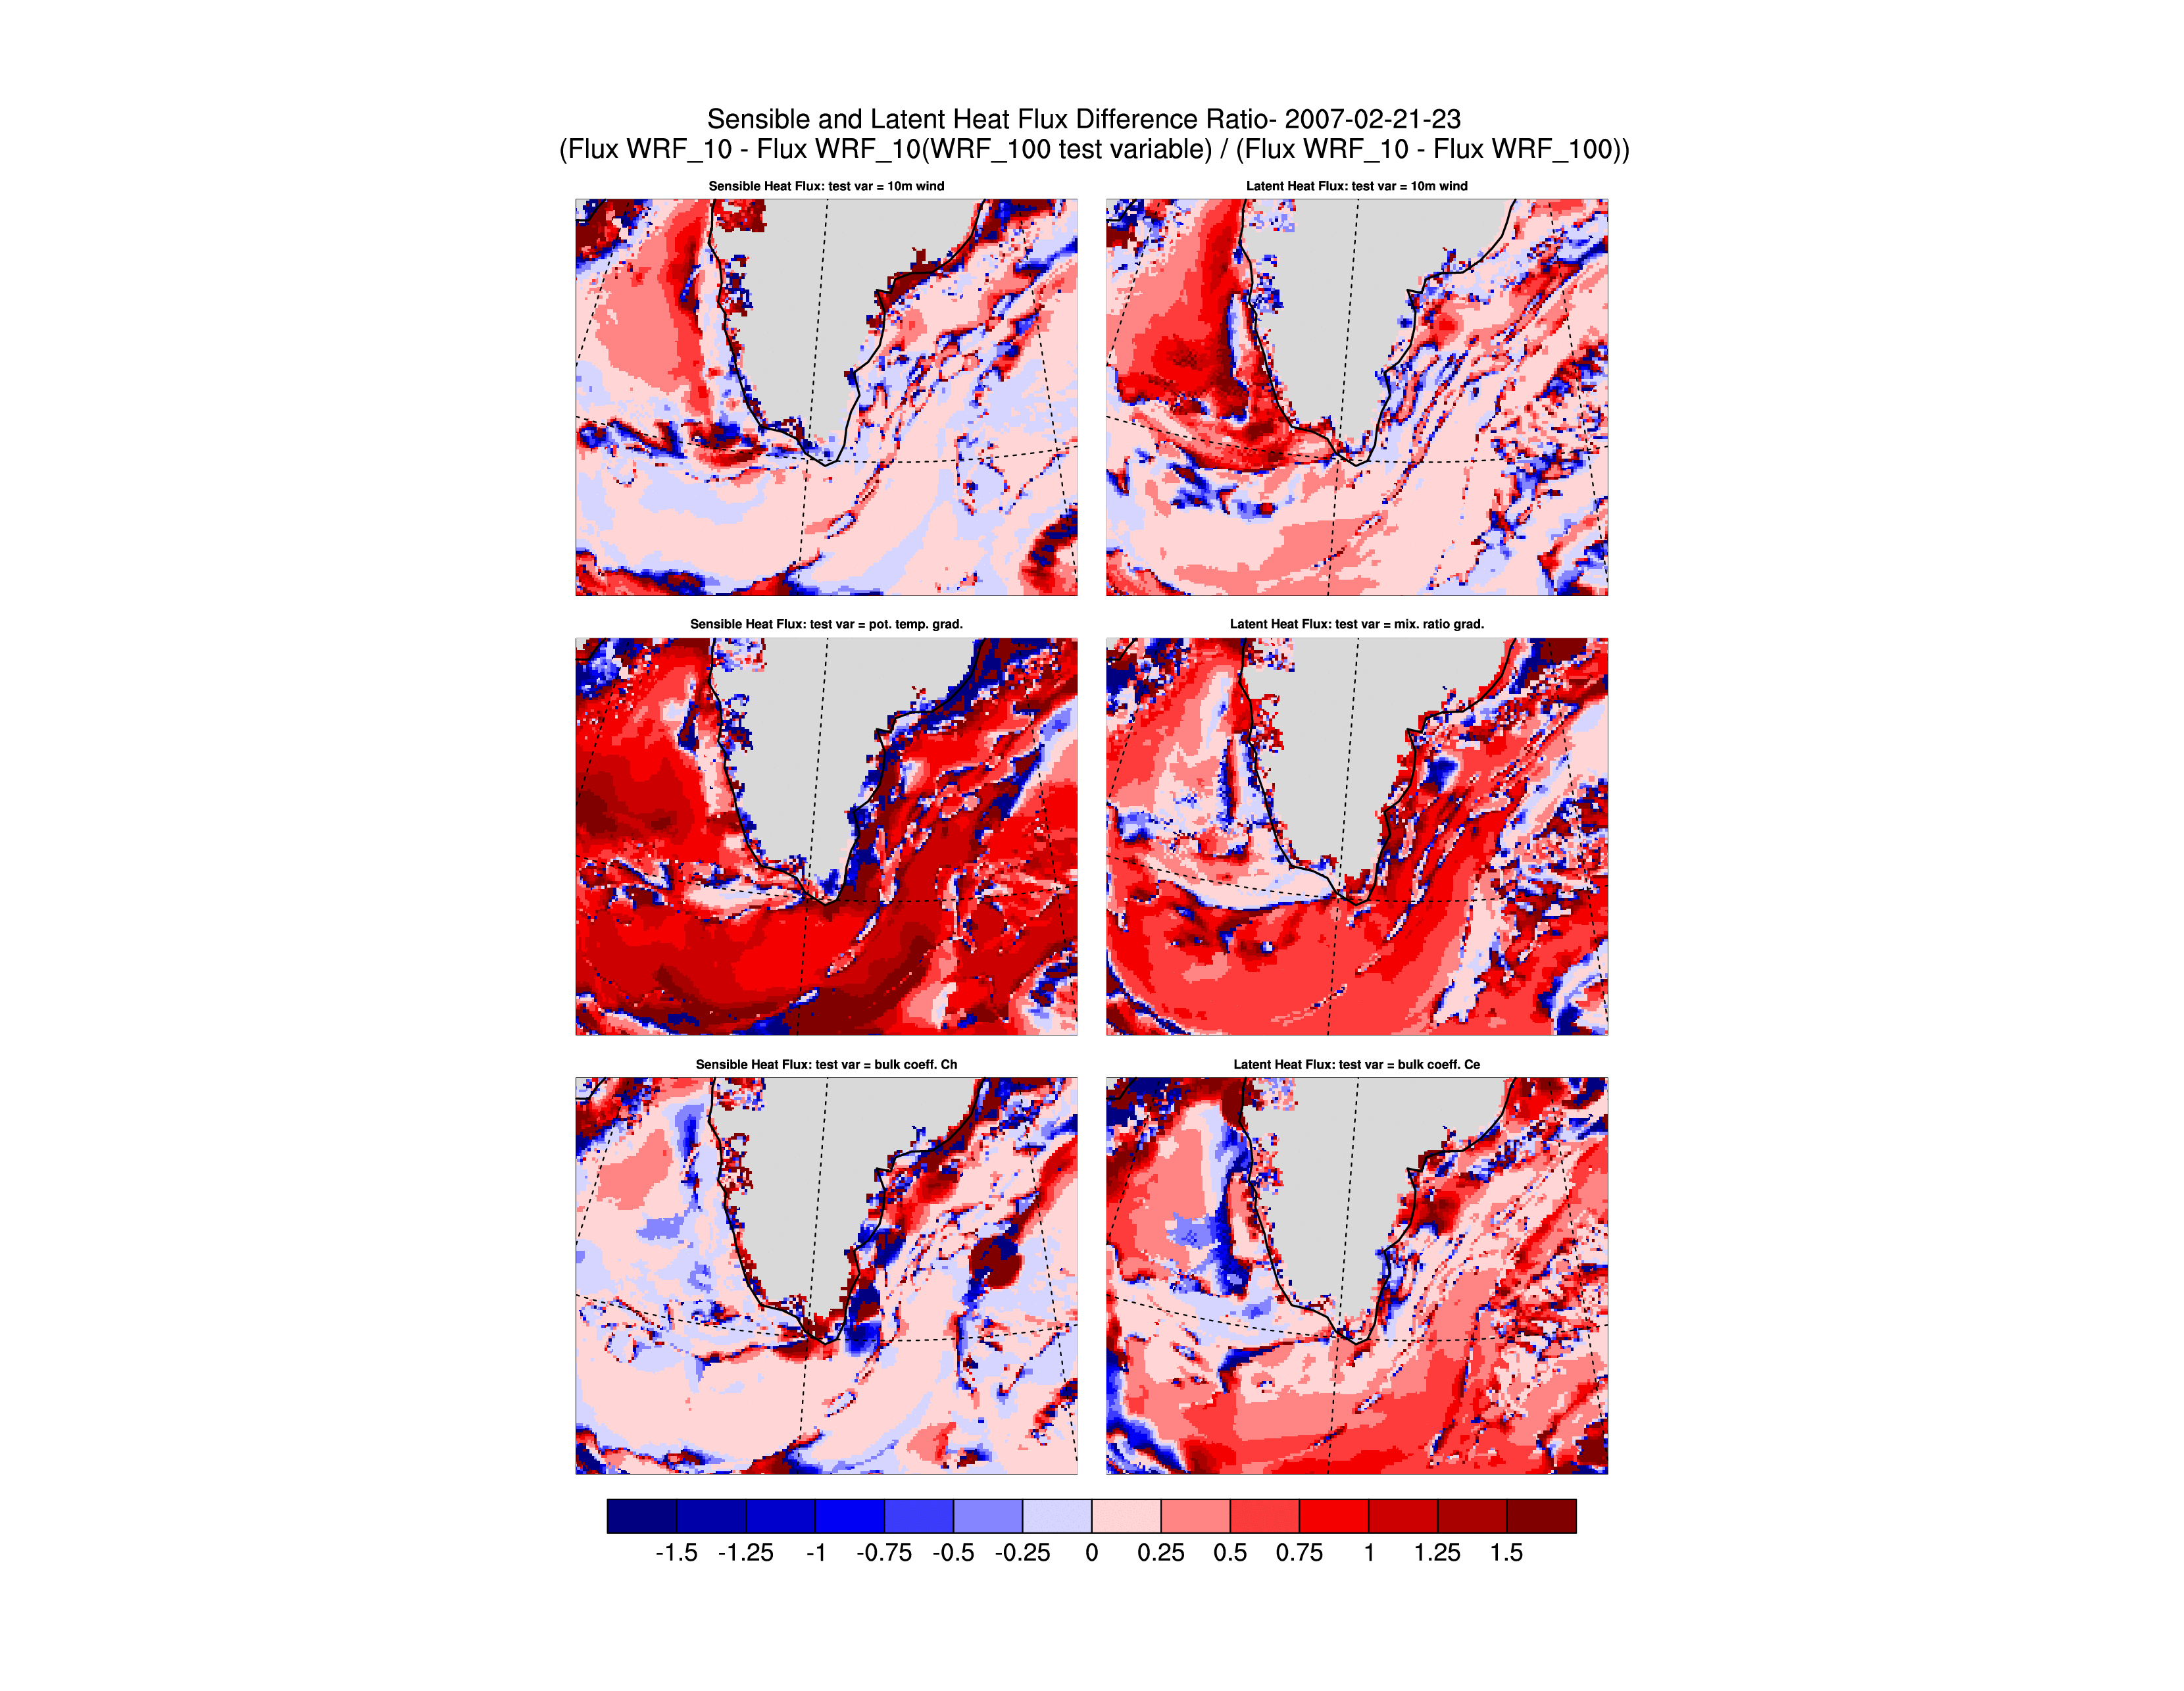 Sensible and Latent Heat Flux Difference Ratio- 2007-02-21-23
(Flux WRF_10 - Flux WRF_10(WRF_100 test variable) / (Flux WRF_10 - Flux WRF_100))
Sensible Heat Flux: test var = 10m wind
Latent Heat Flux: test var = 10m wind
Sensible Heat Flux: test var = pot. temp. grad.
Latent Heat Flux: test var = mix. ratio grad.
Sensible Heat Flux: test var = bulk coeff. Ch
Latent Heat Flux: test var = bulk coeff. Ce
-1.5 -1.25 -1 -0.75 -0.5 -0.25 0 0.25 0.5 0.75 1 1.25 1.5